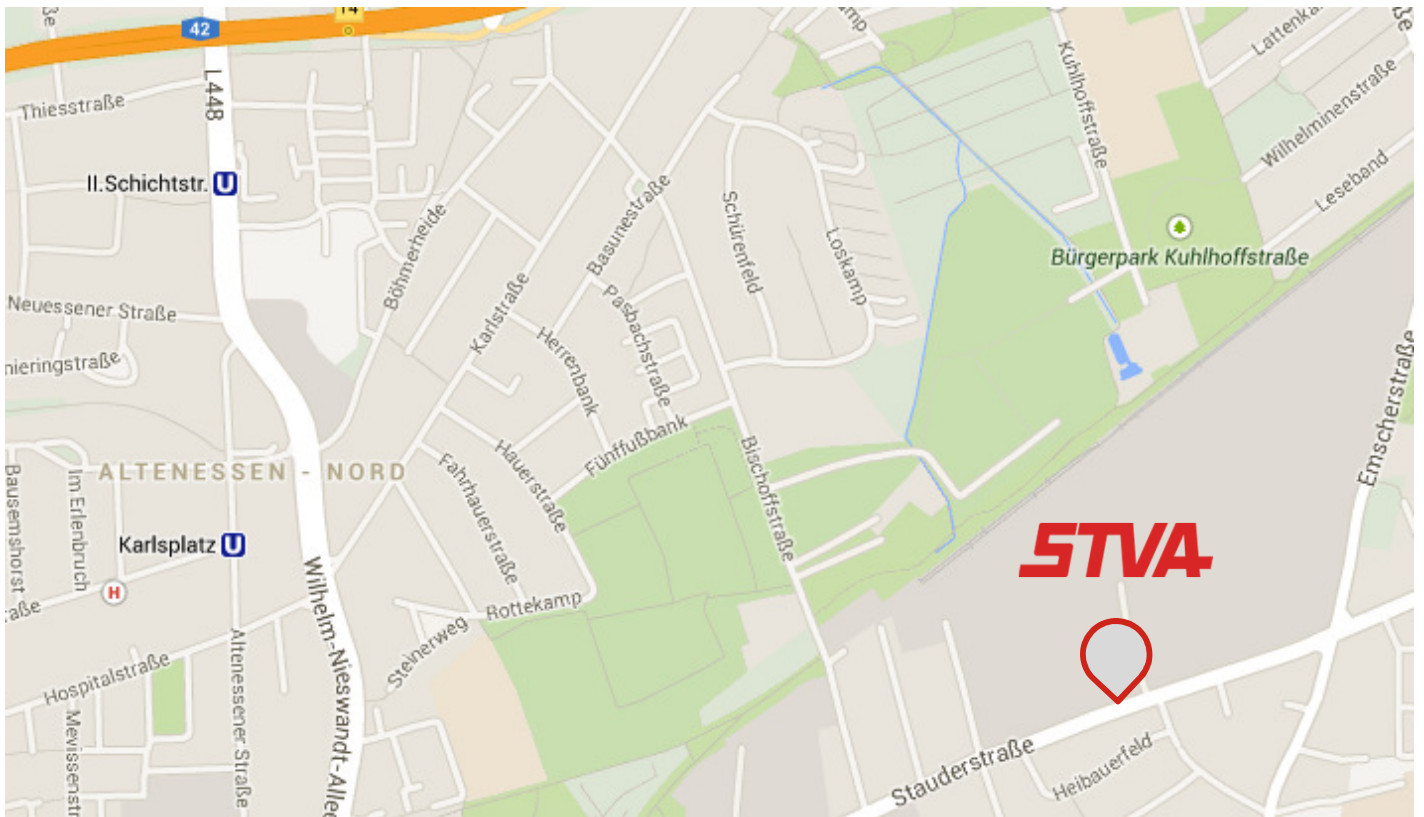 42
14
L448
Thiesstraße
II.Schichtstr. U
Neuessener Straße
nieringstraße
Böhmerheide
Karlstraße
Basunestraße
Pasbachstraße
Herrenbank
Schürenfeld
Loskamp
Kuhlhoffstraße
Lattenka
Wilhelminenstraße
Leseband
Bürgerpark Kuhlhoffstraße
Emscherstraße
ALTENESSEN - NORD
Bausemshorst
Im Erlenbruch
Karlsplatz U
H
Hauerstraße
Fahrhauerstraße
Fünffußbank
Bischoffstraße
Rottekamp
Steinerweg
Wilhelm-Nieswandt-Allee
Hospitalstraße
Mevissenstr
Altenessener Straße
STVA
Stauderstraße
Heibauerfeld